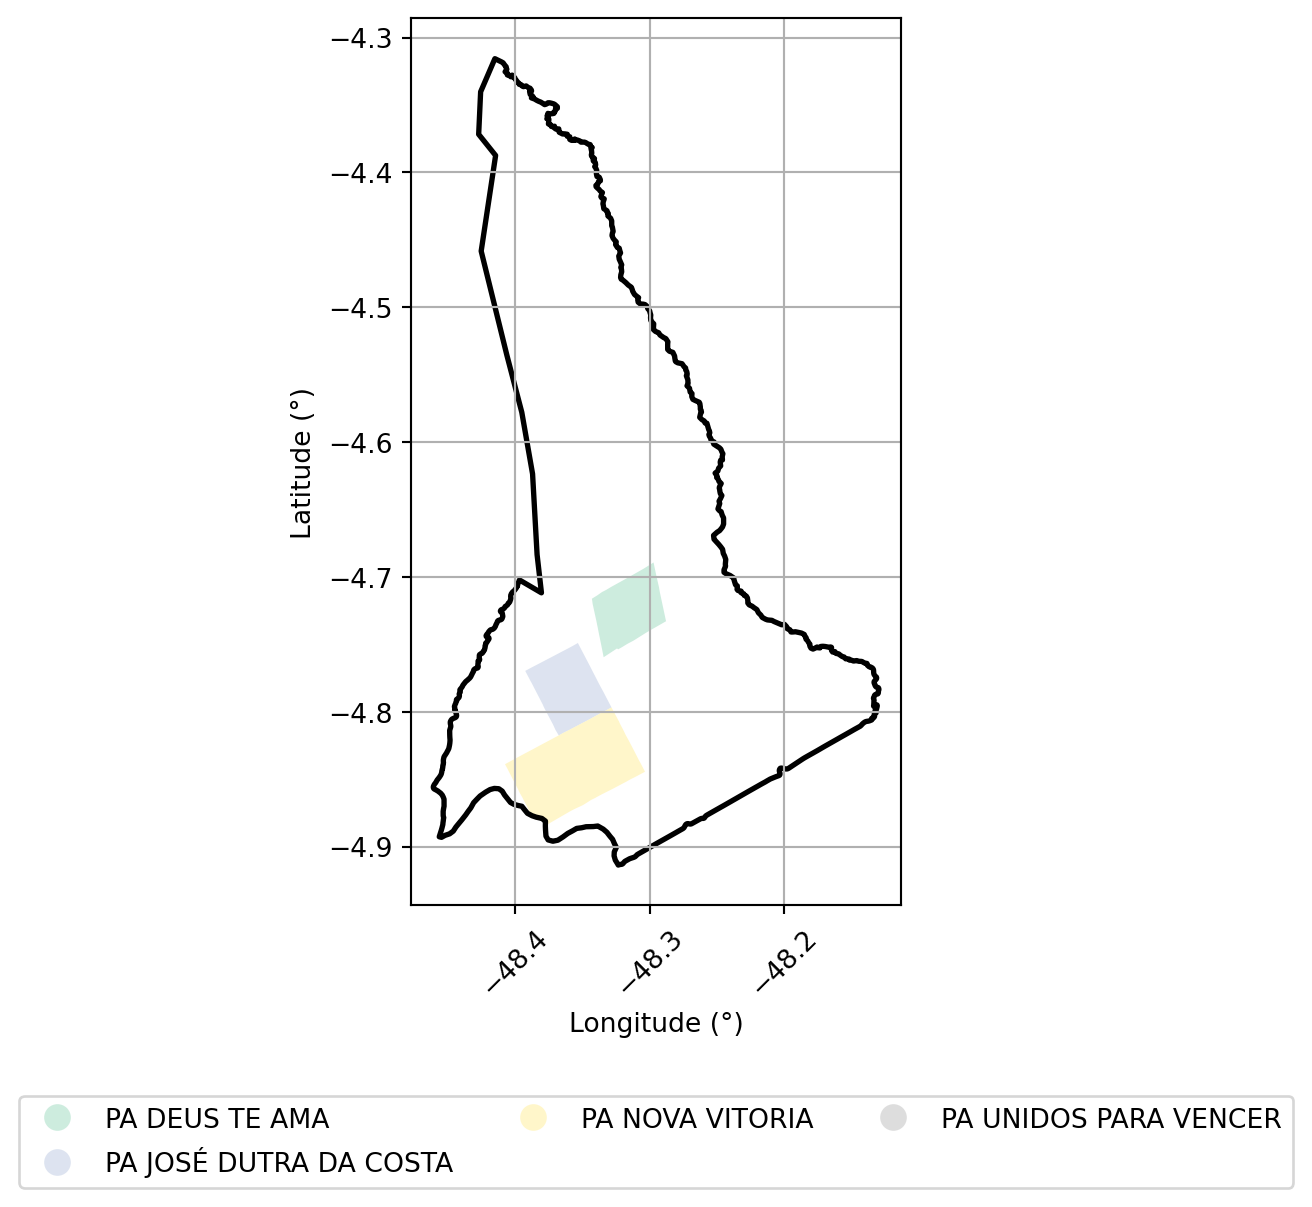 −4.3
−4.4
−4.5
−4.6
−4.7
−4.8
−4.9
Latitude (°)
−48.4
−48.3
−48.2
Longitude (°)
PA DEUS TE AMA
PA JOSÉ DUTRA DA COSTA
PA NOVA VITORIA
PA UNIDOS PARA VENCER